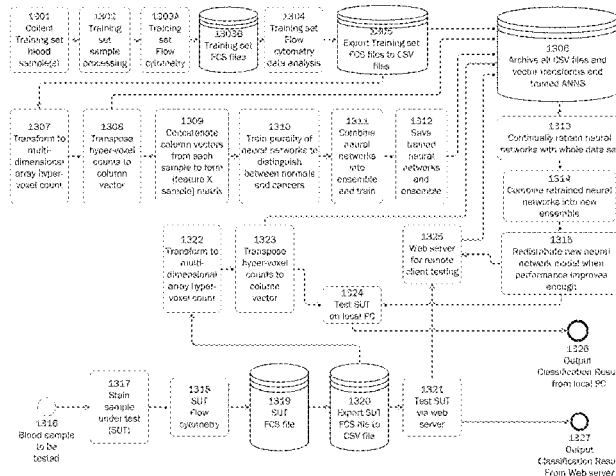 1301
Collect
Training set
blood
sample(s)
1302
Training
set
sample
processing
1303A
Training
set
Flow
cytometry
1303B
Training set
FCS files
1304
Training set
Flow
cytometry
data analysis
1305
Export Training set
FCS files to CSV
files
1306
Archive all CSV files and
vector transforms and
trained ANNS
1307
Transform to
multi-
dimensional
array hyper-
voxel count
1308
Transpose
hyper-voxel
counts to
column
vector
1309
Concatenate
column vectors
from each
sample to form
(feature X
sample) matrix
1310
Train plurality of
neural networks to
distinguish
between normals
and cancers
1311
Combine
neural
networks
into
ensemble
and train
1312
Save
trained
neural
networks
and
ensemble
1313
Continually retrain neural
networks with whole data set
1314
Combine retrained neural
networks into new
ensemble
1315
Redistribute new neural
network model when
performance improves
enough
1322
Transform to
multi-
dimensional
array hyper-
voxel count
1323
Transpose
hyper-voxel
counts to
column
vector
1325
Web server
for remote
client testing
1324
Test SUT
on local PC
1326
Output
Classification Resu
from local PC
1316
Blood sample
to be
tested
1317
Stain
sample
under test
(SUT)
1318
SUT
Flow
cytometry
1319
SUT
FCS file
1320
Export SUT
FCS file to
CSV file
1321
Test SUT
via web
server
1327
Output
Classification Resu
From Web server